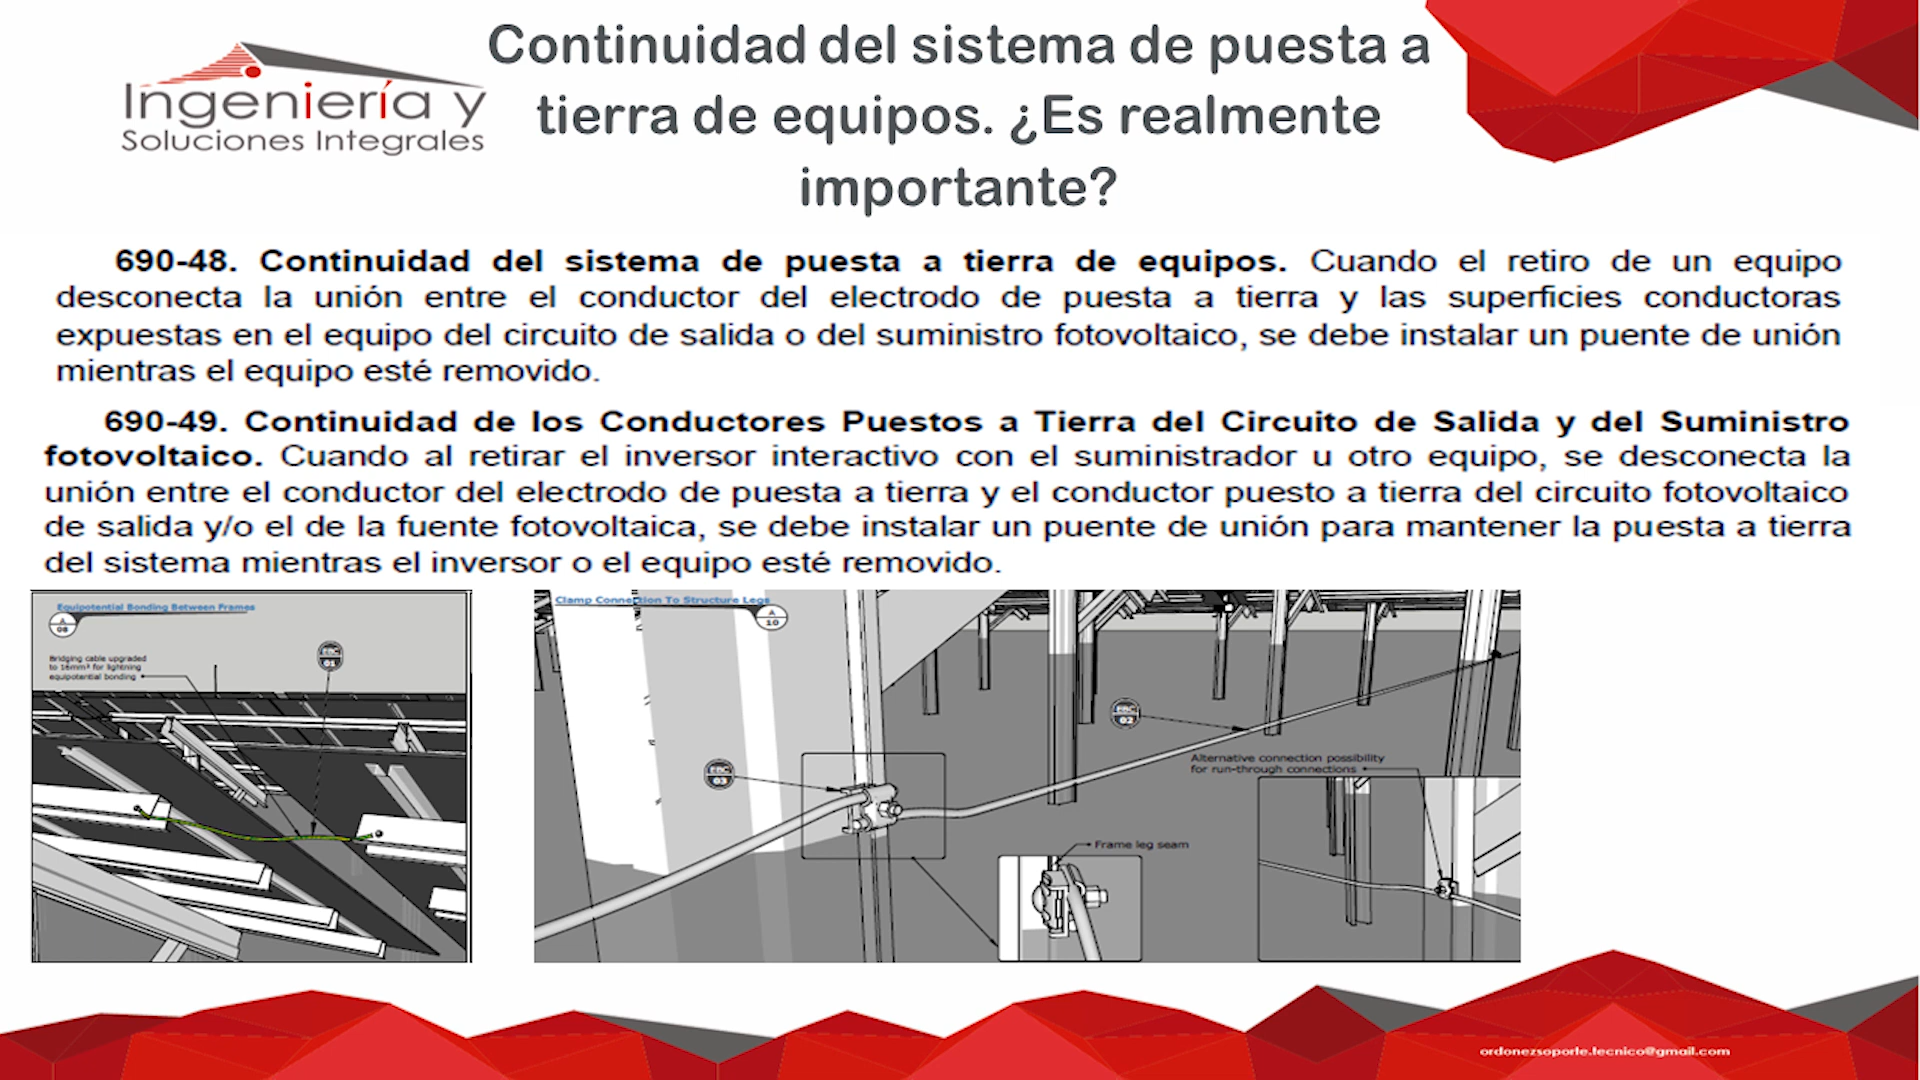 Ingeniería y
Soluciones Integrales
Continuidad del sistema de puesta a
tierra de equipos. ¿Es realmente
importante?
690-48. Continuidad del sistema de puesta a tierra de equipos. Cuando el retiro de un equipo
desconecta la unión entre el conductor del electrodo de puesta a tierra y las superficies conductoras
expuestas en el equipo del circuito de salida o del suministro fotovoltaico, se debe instalar un puente de unión
mientras el equipo esté removido.
690-49. Continuidad de los Conductores Puestos a Tierra del Circuito de Salida y del Suministro
fotovoltaico. Cuando al retirar el inversor interactivo con el suministrador u otro equipo, se desconecta la
unión entre el conductor del electrodo de puesta a tierra y el conductor puesto a tierra del circuito fotovoltaico
de salida y/o el de la fuente fotovoltaica, se debe instalar un puente de unión para mantener la puesta a tierra
del sistema mientras el inversor o el equipo esté removido.
Equipotential Bonding Between Frames
A
08
Bridging cable upgraded
to 16mm² for lightning
equipotential bonding
EBC
01
Clamp Connection To Structure Legs
A
10
EBC
02
EBC
03
Alternative connection possibility
for run-through connections
Frame leg seam
ordonezsoporte.tecnico@gmail.com